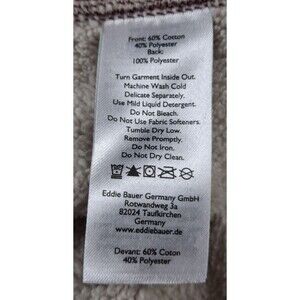 Front: 60% Cotton
40% Polyester
Back:
100% Polyester
Turn Garment Inside Out.
Machine Wash Cold
Delicate Separately.
Use Mild Liquid Detergent.
Do Not Bleach.
Do Not Use Fabric Softeners.
Tumble Dry Low.
Remove Promptly.
Do Not Iron.
Do Not Dry Clean.
Eddie Bauer Germany GmbH
Rotwandweg 3a
82024 Taufkirchen
Germany
www.eddiebauer.de
Devant: 60% Cotton
40% Polyester